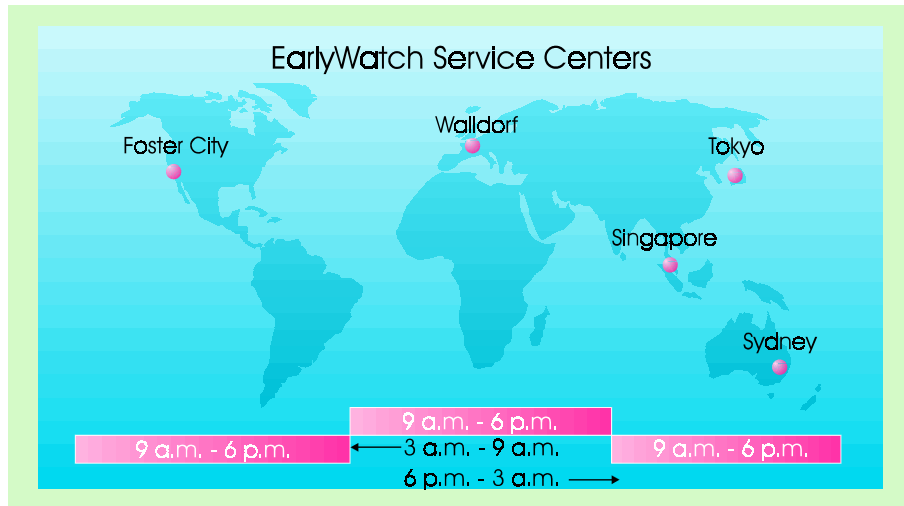 EarlyWatch Service Centers
Walldorf
Foster City
Tokyo
Singapore
Sydney
9 a.m. - 6 p.m.
9 a.m. - 6 p.m.
3 a.m. - 9 a.m.
9 a.m. - 6 p.m.
6 p.m. - 3 a.m.